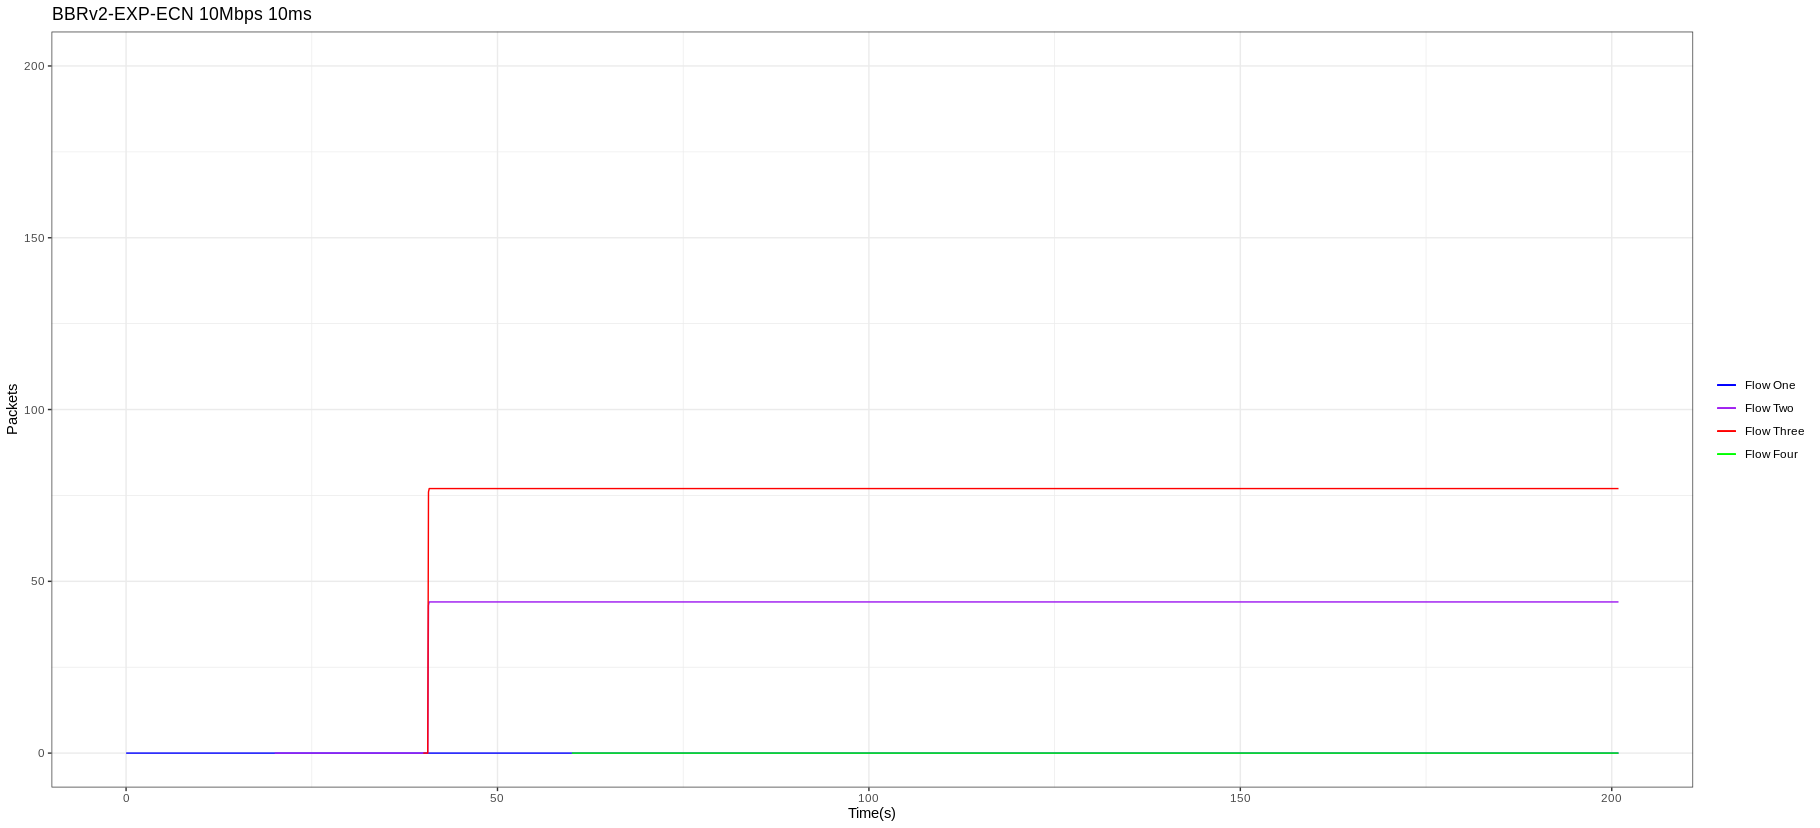 BBRv2-EXP-ECN 10Mbps 10ms
200
150
100
50
0
Packets
0 50 100 150 200
Time(s)
Flow One
Flow Two
Flow Three
Flow Four